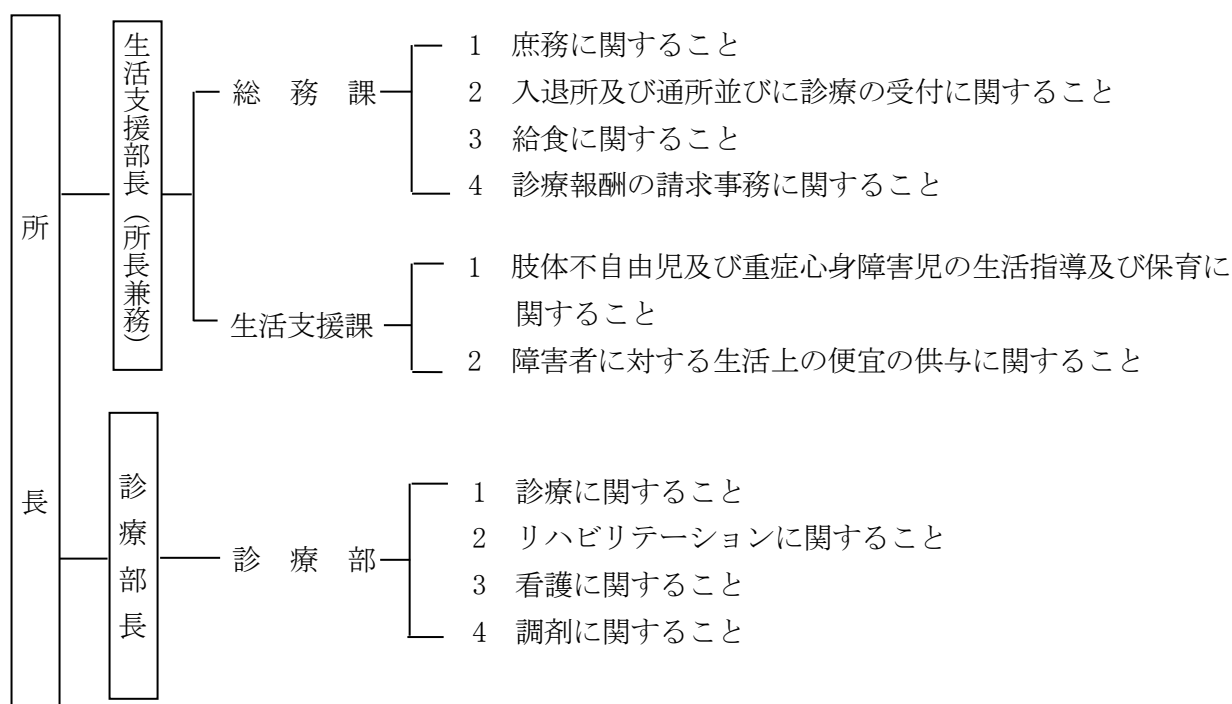 所長
生活支援部長（所長兼務）
総務課
1 庶務に関すること
2 入退所及び通所並びに診療の受付に関すること
3 給食に関すること
4 診療報酬の請求事務に関すること
生活支援課
1 肢体不自由児及び重症心身障害児の生活指導及び保育に
関すること
2 障害者に対する生活上の便宜の供与に関すること
診療部長
診療部
1 診療に関すること
2 リハビリテーションに関すること
3 看護に関すること
4 調剤に関すること